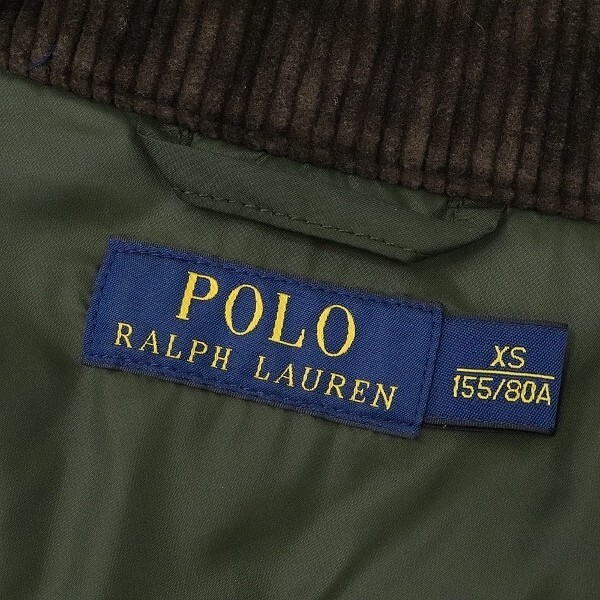 POLO
RALPH LAUREN
XS
155/80A